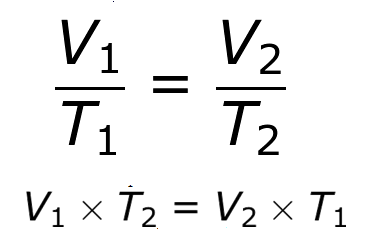 V₁/T₁ = V₂/T₂
V₁ × T₂ = V₂ × T₁